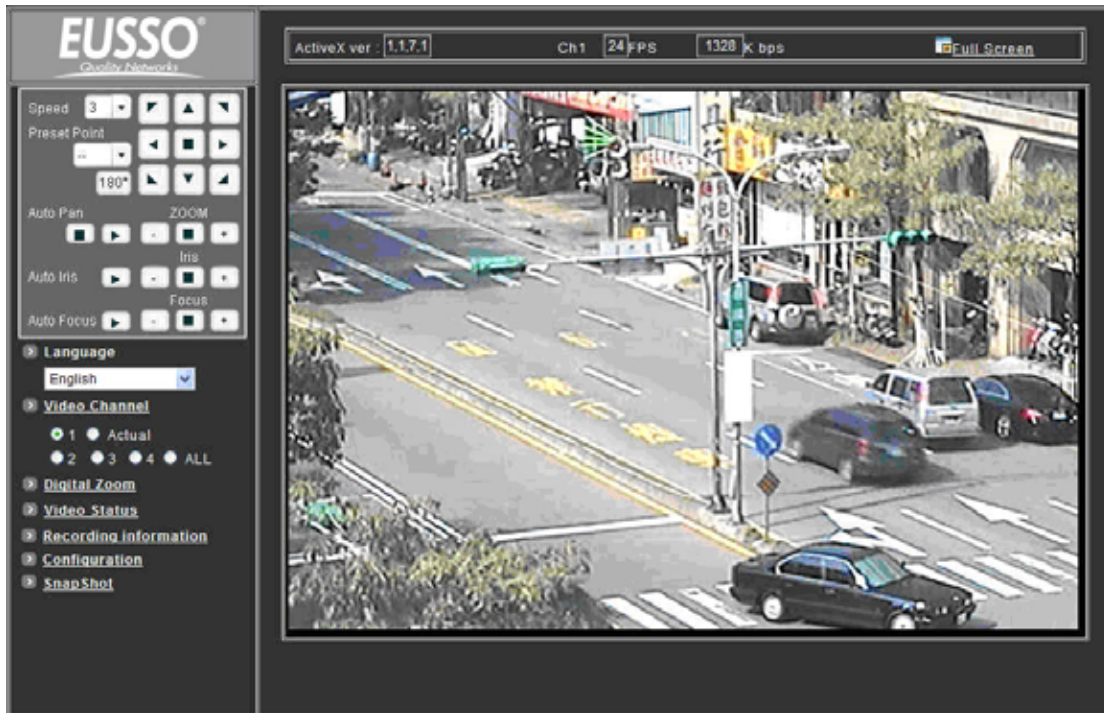 EUSSO®
Quality Networks
ActiveX ver : 1.1.7.1 Ch1 24 FPS 1328 K bps Full Screen
Speed 3
Preset Point
--
180°
Auto Pan ZOOM
- +
Iris
Auto Iris - +
Focus
Auto Focus - +
Language
English
Video Channel
1 Actual
2 3 4 ALL
Digital Zoom
Video Status
Recording information
Configuration
SnapShot